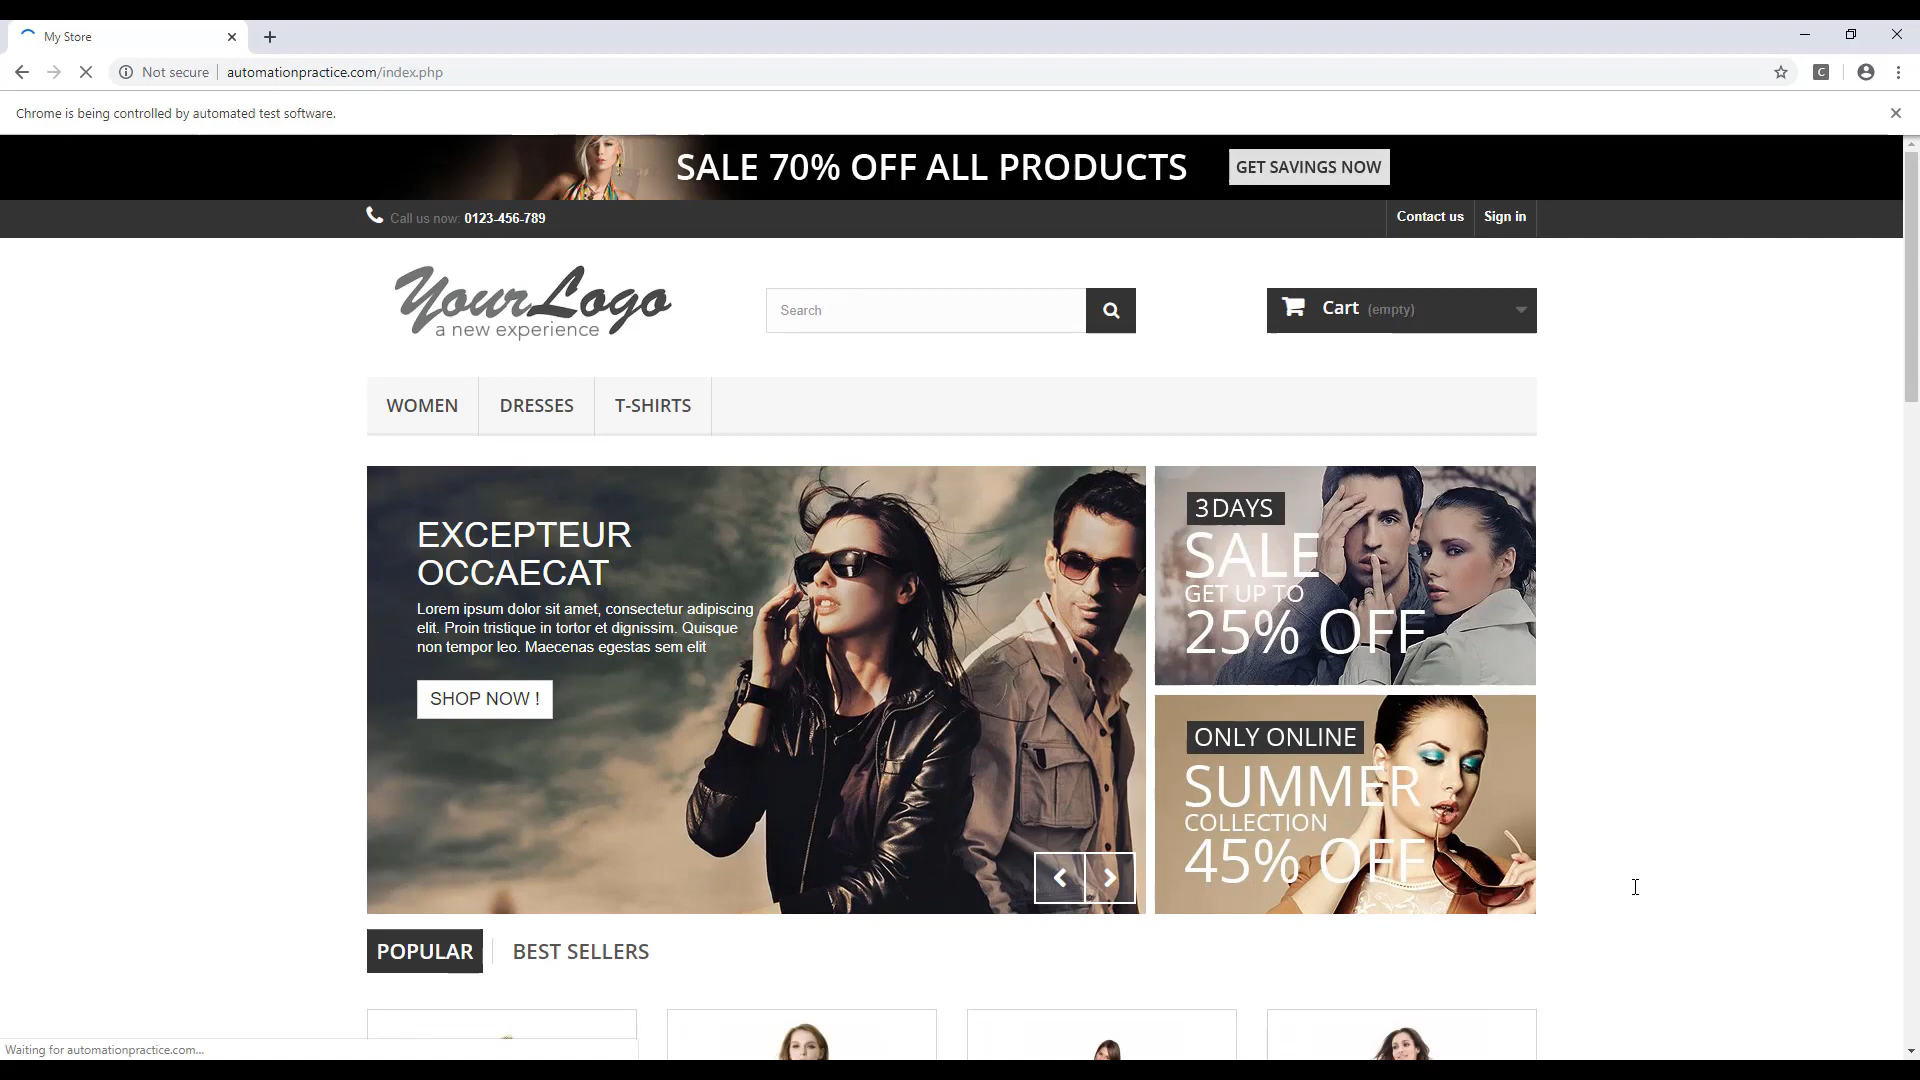 My Store
Not secure
automationpractice.com/index.php
Chrome is being controlled by automated test software.
SALE 70% OFF ALL PRODUCTS
GET SAVINGS NOW
Call us now: 0123-456-789
Contact us
Sign in
YourLogo
a new experience
Search
Cart (empty)
WOMEN
DRESSES
T-SHIRTS
EXCEPTEUR
OCCAECAT
Lorem ipsum dolor sit amet, consectetur adipiscing
elit. Proin tristique in tortor et dignissim. Quisque
non tempor leo. Maecenas egestas sem elit
SHOP NOW !
3DAYS
SALE
GET UP TO
25% OFF
ONLY ONLINE
SUMMER
COLLECTION
45% OFF
POPULAR
BEST SELLERS
Waiting for automationpractice.com...